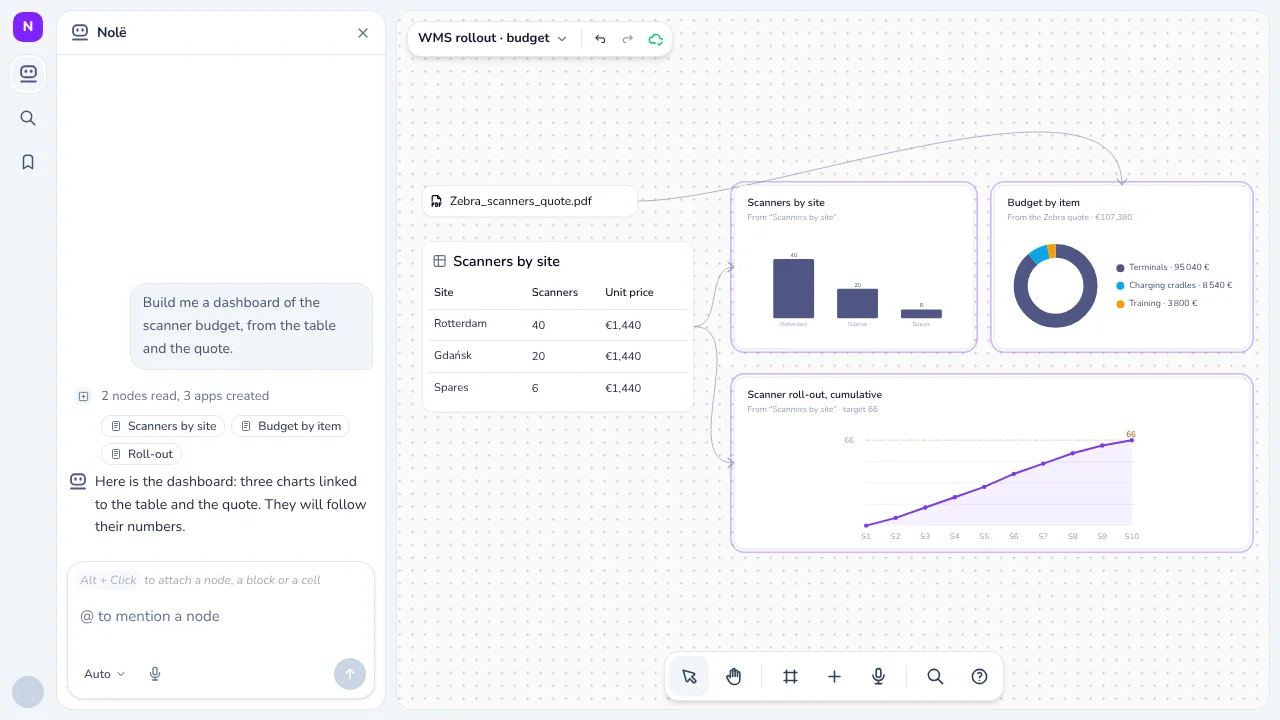 N
Nolë
Build me a dashboard of the
scanner budget, from the table
and the quote.
2 nodes read, 3 apps created
Scanners by site
Budget by item
Roll-out
Here is the dashboard: three charts linked
to the table and the quote. They will follow
their numbers.
Alt + Click to attach a node, a block or a cell
@ to mention a node
Auto
WMS rollout · budget
PDF Zebra_scanners_quote.pdf
Scanners by site
Site Scanners Unit price
Rotterdam 40 €1,440
Gdańsk 20 €1,440
Spares 6 €1,440
Scanners by site
From “Scanners by site”
40
20
6
Rotterdam Gdańsk Spares
Budget by item
From the Zebra quote · €107,380
Terminals · 95 040 €
Charging cradles · 8 540 €
Training · 3 800 €
Scanner roll-out, cumulative
From “Scanners by site” · target 66
66
66
S1 S2 S3 S4 S5 S6 S7 S8 S9 S10